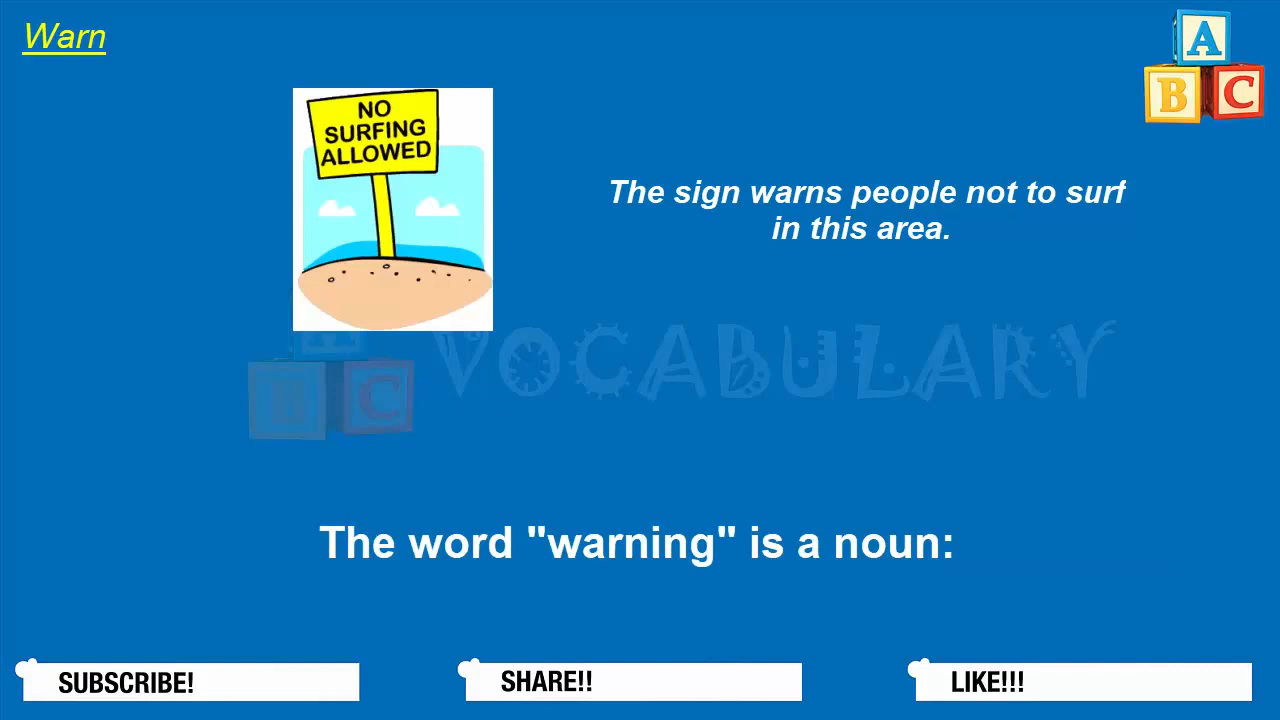 Warn
A
B C
NO
SURFING
ALLOWED
The sign warns people not to surf
in this area.
B C
VOCABULARY
The word "warning" is a noun:
SUBSCRIBE!
SHARE!!
LIKE!!!